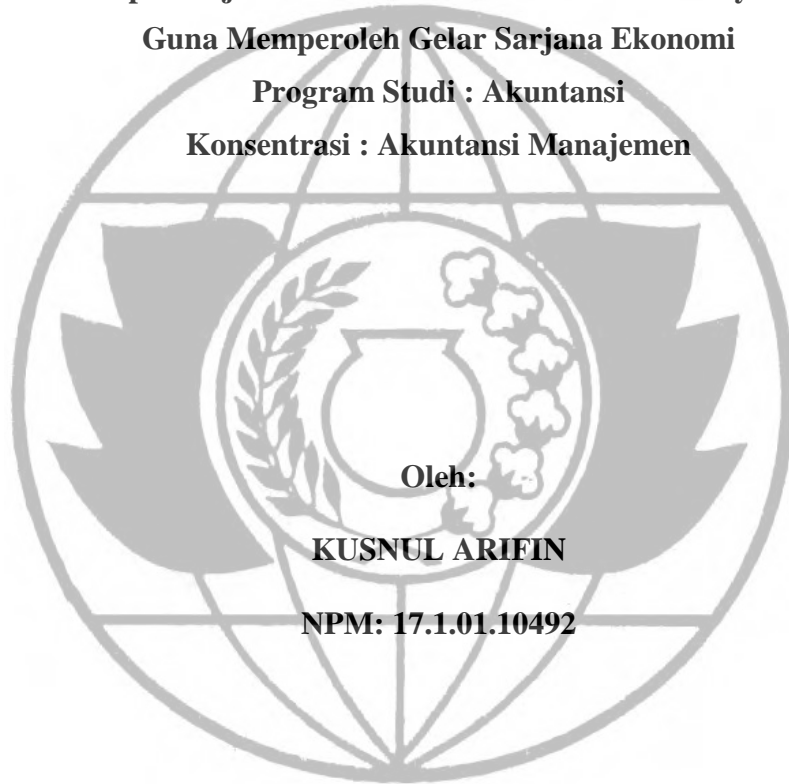 Guna Memperoleh Gelar Sarjana Ekonomi
Program Studi : Akuntansi
Konsentrasi : Akuntansi Manajemen
Oleh:
KUSNUL ARIFIN
NPM: 17.1.01.10492